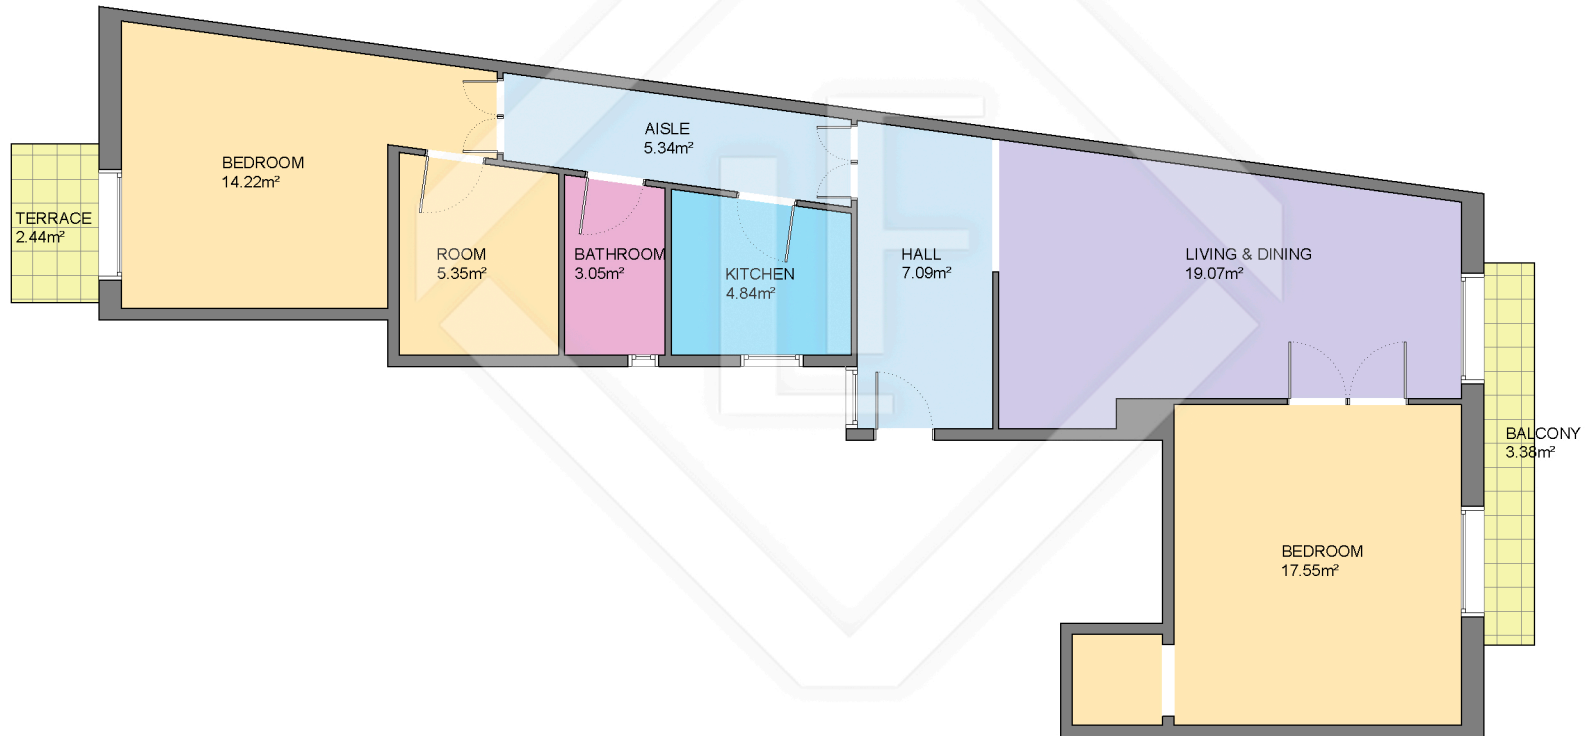 AISLE
5.34m²
BEDROOM
14.22m²
TERRACE
2.44m²
ROOM
5.35m²
BATHROOM
3.05m²
KITCHEN
4.84m²
HALL
7.09m²
LIVING & DINING
19.07m²
BALCONY
3.38m²
BEDROOM
17.55m²